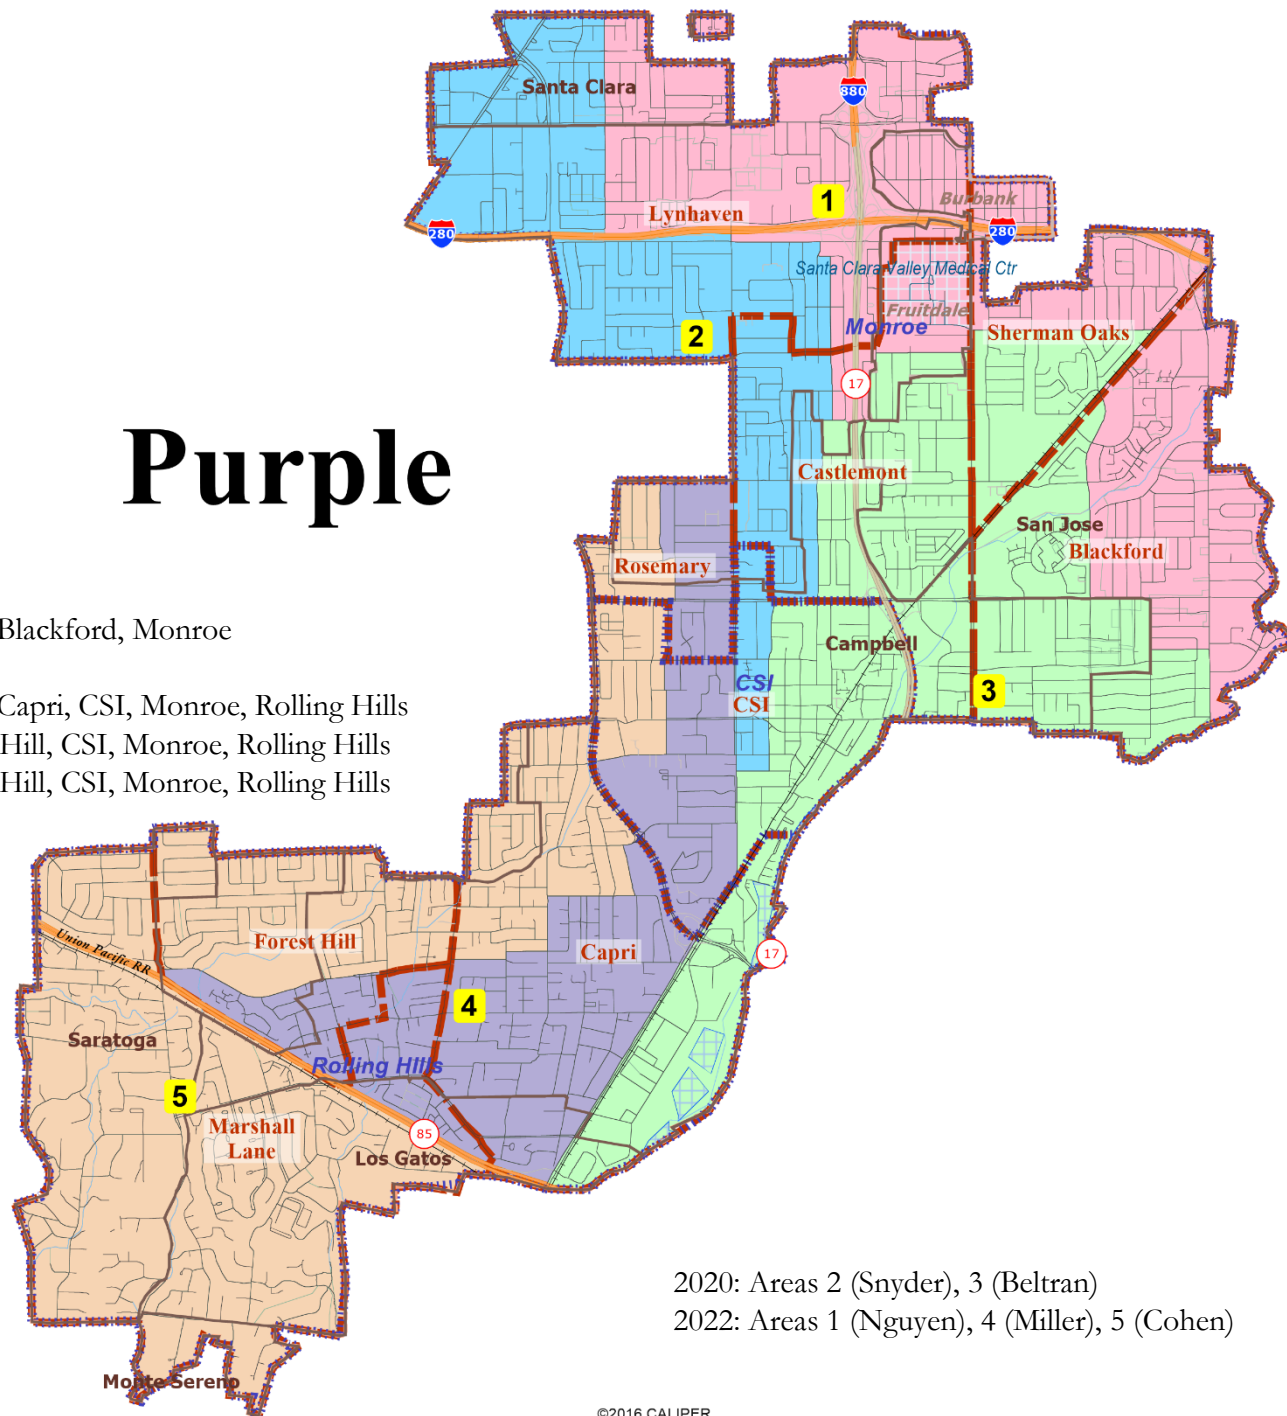 Santa Clara
880
1
Burbank
Lynhaven
280
280
Santa Clara Valley Medical Ctr
Fruitdale
Monroe
2
Sherman Oaks
17
Purple
Castlemont
San Jose
Blackford
Rosemary
Blackford, Monroe
Campbell
CSI
CSI
3
Capri, CSI, Monroe, Rolling Hills
Hill, CSI, Monroe, Rolling Hills
Hill, CSI, Monroe, Rolling Hills
Union Pacific RR
Forest Hill
Capri
17
4
Saratoga
Rolling HIlls
5
Marshall
Lane
85
Los Gatos
2020: Areas 2 (Snyder), 3 (Beltran)
2022: Areas 1 (Nguyen), 4 (Miller), 5 (Cohen)
Monte Sereno
©2016 CALIPER